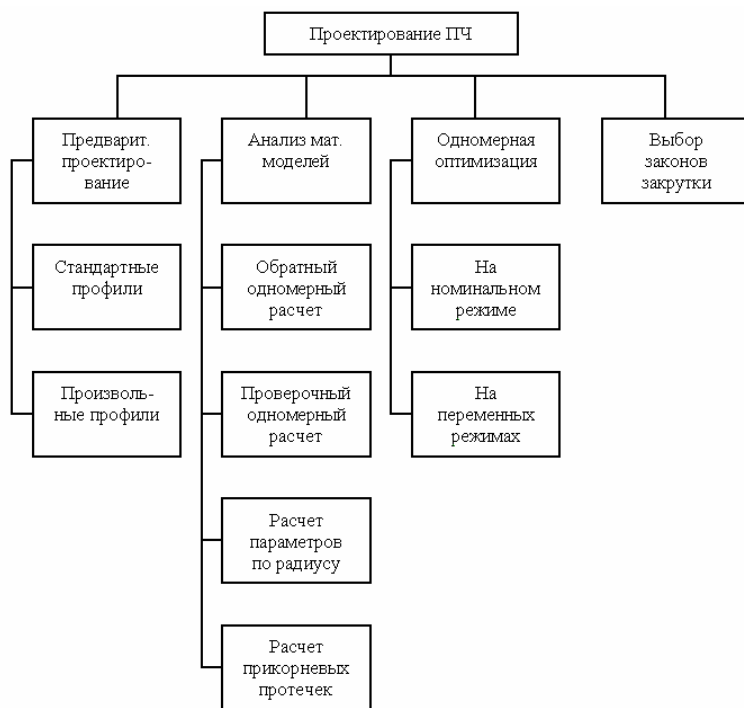 Проектирование ПЧ
Предварит.
проектиро-
вание
Анализ мат.
моделей
Одномерная
оптимизация
Выбор
законов
закрутки
Стандартные
профили
Обратный
одномерный
расчет
На
номинальном
режиме
Произволь-
ные профили
Проверочный
одномерный
расчет
На
переменных
режимах
Расчет
параметров
по радиусу
Расчет
прикорневых
протечек